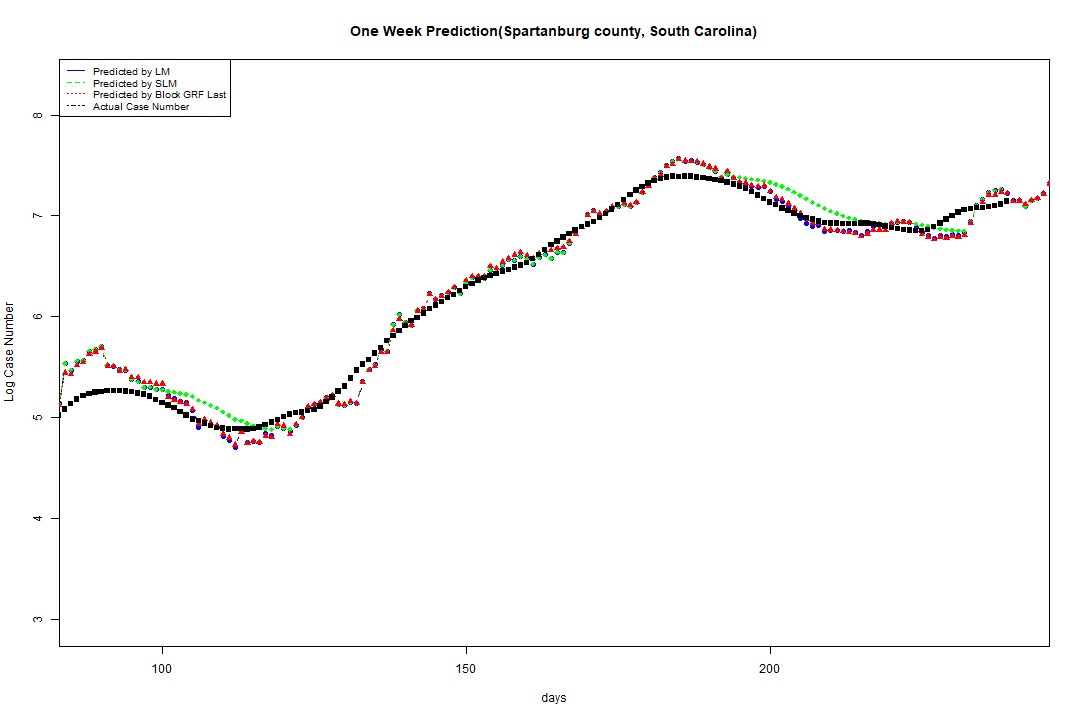 One Week Prediction(Spartanburg county, South Carolina)
Predicted by LM
Predicted by SLM
Predicted by Block GRF Last
Actual Case Number
8
7
6
5
4
3
Log Case Number
100 150 200
days